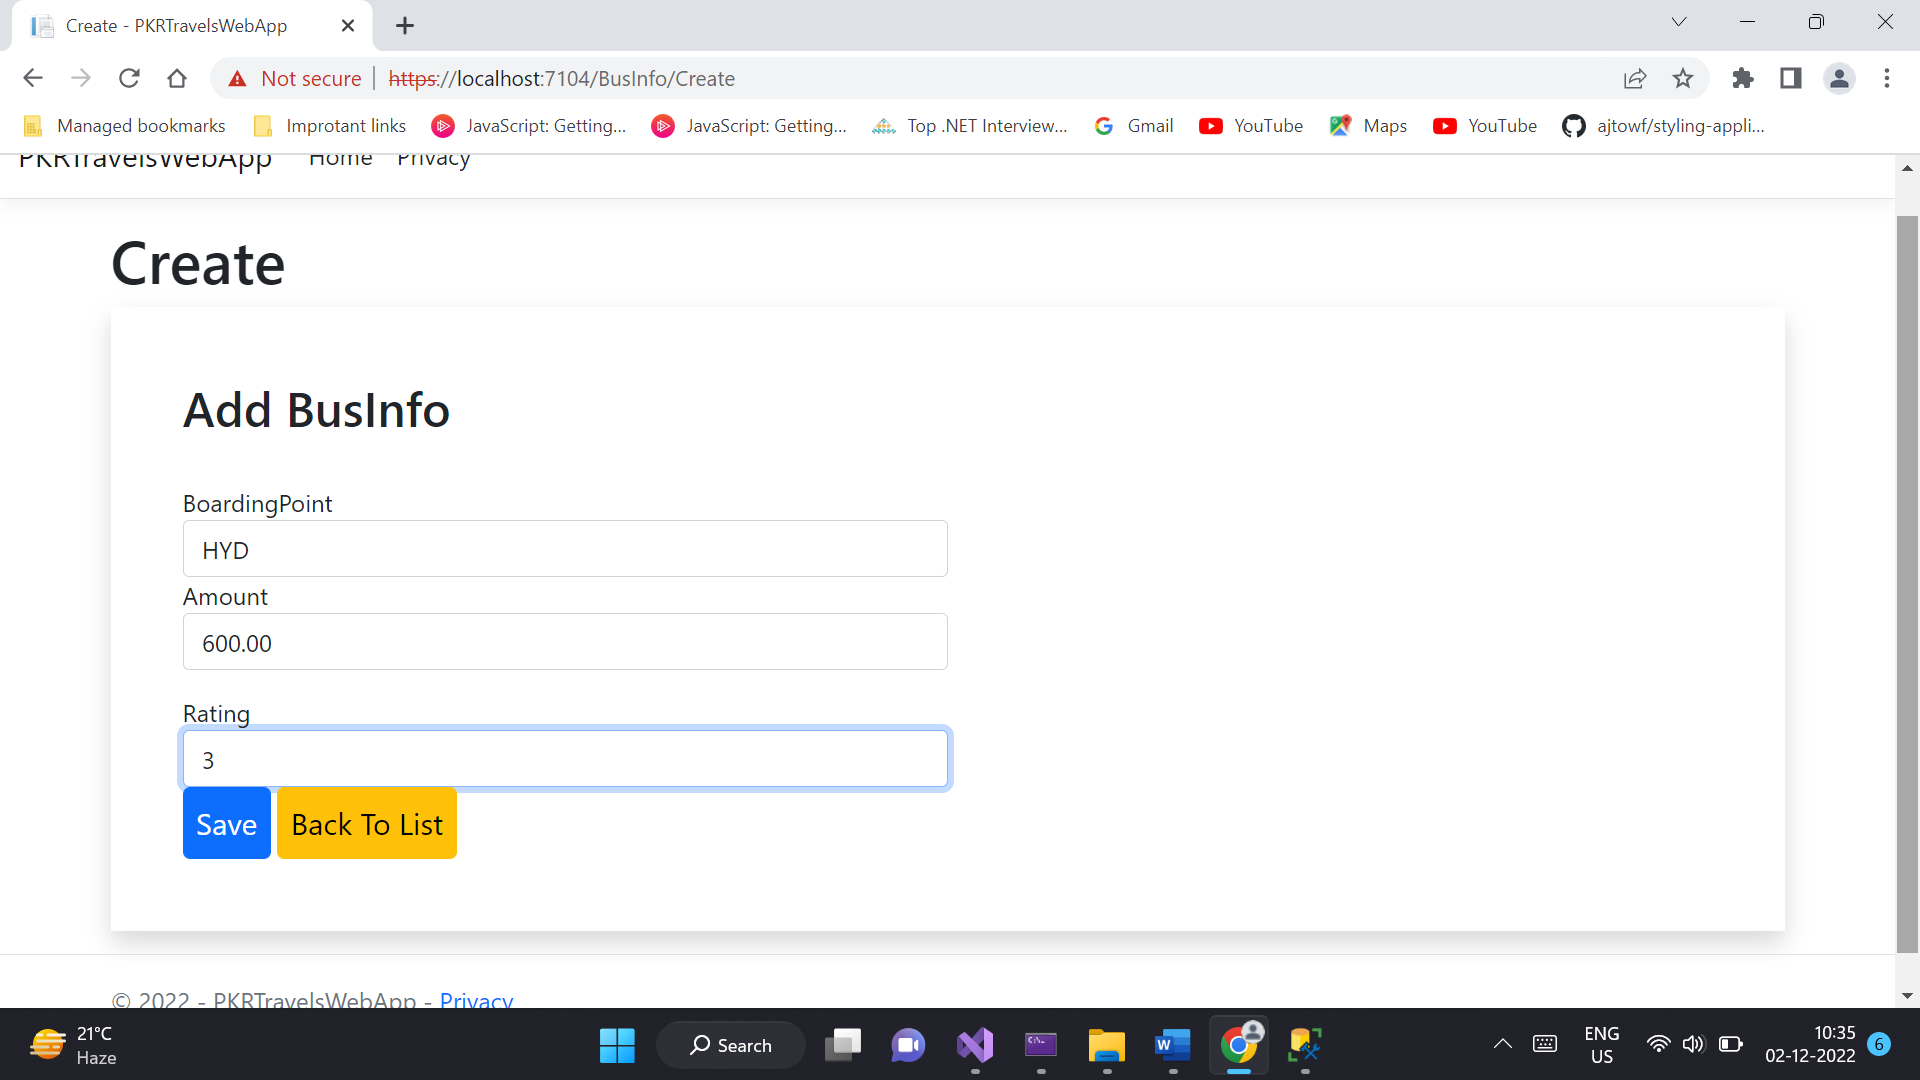 Create - PKRTravelsWebApp
Not secure https://localhost:7104/BusInfo/Create
Managed bookmarks Improtant links JavaScript: Getting... JavaScript: Getting... Top .NET Interview... Gmail YouTube Maps YouTube ajtowf/styling-appli...
PKRTravelsWebApp Home Privacy
Create
Add BusInfo
BoardingPoint
HYD
Amount
600.00
Rating
3
Save Back To List
© 2022 - PKRTravelsWebApp - Privacy
21°C
Haze
Search
ENG
US
10:35
02-12-2022
6